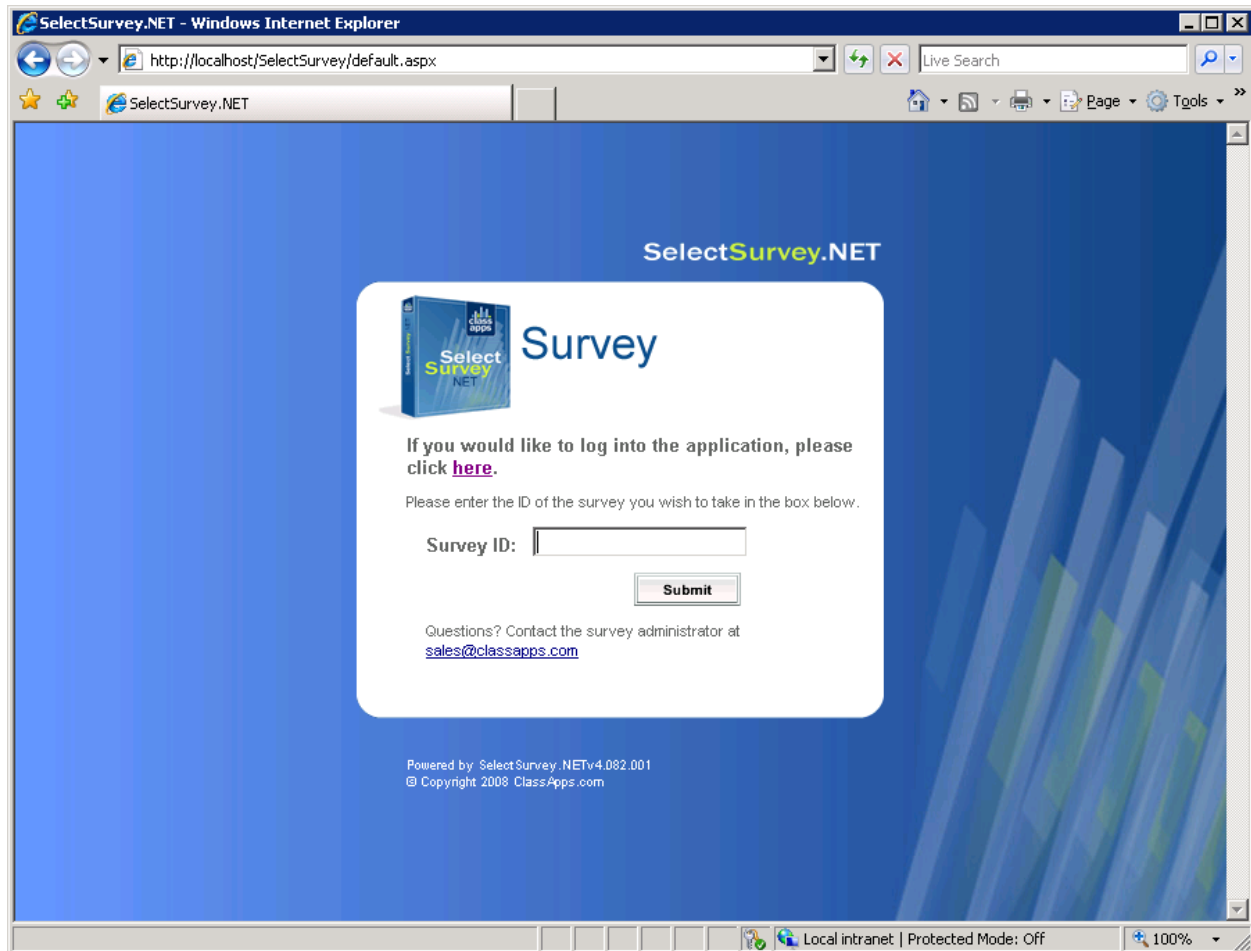 SelectSurvey.NET - Windows Internet Explorer
http://localhost/SelectSurvey/default.aspx
Live Search
SelectSurvey.NET
Page
Tools
SelectSurvey.NET
class
apps
Select
Survey
NET
Select Survey NET
Survey
If you would like to log into the application, please
click here.
Please enter the ID of the survey you wish to take in the box below.
Survey ID:
Submit
Questions? Contact the survey administrator at
sales@classapps.com
Powered by SelectSurvey.NETv4.082.001
© Copyright 2008 ClassApps.com
Local intranet | Protected Mode: Off
100%